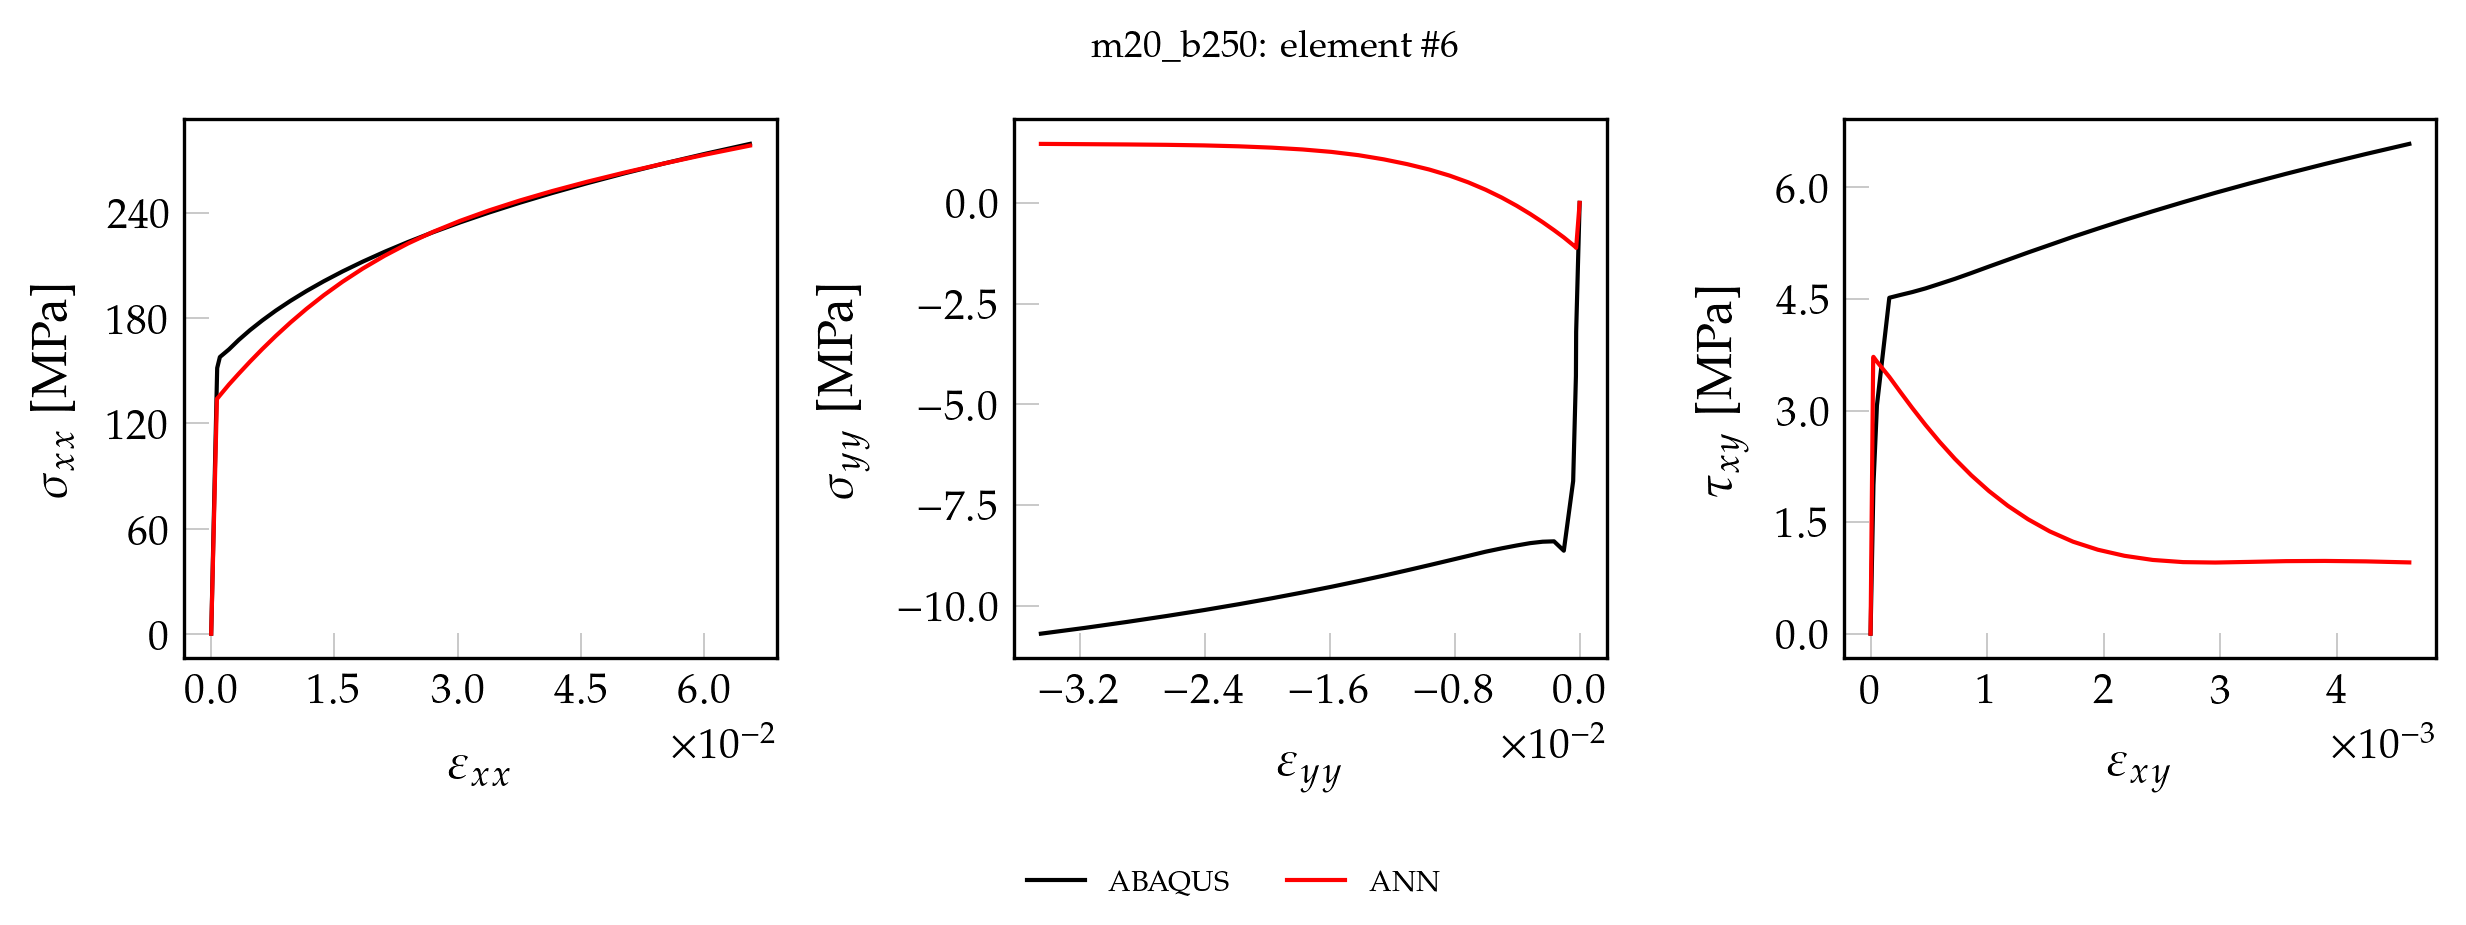 m20_b250: element #6
σxx [MPa]
240
180
120
60
0
0.0 1.5 3.0 4.5 6.0
×10−2
εxx
σyy [MPa]
0.0
−2.5
−5.0
−7.5
−10.0
−3.2 −2.4 −1.6 −0.8 0.0
×10−2
εyy
τxy [MPa]
6.0
4.5
3.0
1.5
0.0
0 1 2 3 4
×10−3
εxy
ABAQUS ANN